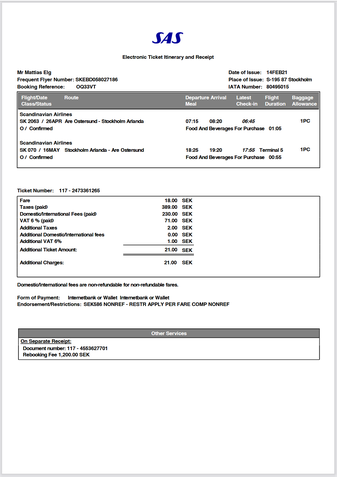 SAS
Electronic Ticket Itinerary and Receipt
Mr Mattias Elg
Date of Issue: 14FEB21
Frequent Flyer Number: SKEBD058027186
Place of Issue: S-195 87 Stockholm
Booking Reference: OQ33VT
IATA Number: 80495015
Flight/Date Route Departure Arrival Latest Flight Baggage
Class/Status Meal Check-in Duration Allowance
Scandinavian Airlines
SK 2063 / 26APR Are Ostersund - Stockholm Arlanda 07:15 08:20 06:45 1PC
O / Confirmed Food And Beverages For Purchase 01:05
Scandinavian Airlines
SK 070 / 16MAY Stockholm Arlanda - Are Ostersund 18:25 19:20 17:55 Terminal 5 1PC
O / Confirmed Food And Beverages For Purchase 00:55
Ticket Number: 117 - 2473361265
Fare 18.00 SEK
Taxes (paid) 389.00 SEK
Domestic/International Fees (paid) 230.00 SEK
VAT 6 % (paid) 71.00 SEK
Additional Taxes 2.00 SEK
Additional Domestic/International fees 0.00 SEK
Additional VAT 6% 1.00 SEK
Additional Ticket Amount: 21.00 SEK
Additional Charges: 21.00 SEK
Domestic/International fees are non-refundable for non-refundable fares.
Form of Payment: Internetbank or Wallet Internetbank or Wallet
Endorsement/Restrictions: SEK586 NONREF - RESTR APPLY PER FARE COMP NONREF
Other Services
On Separate Receipt:
Document number: 117 - 4553627701
Rebooking Fee 1,200.00 SEK